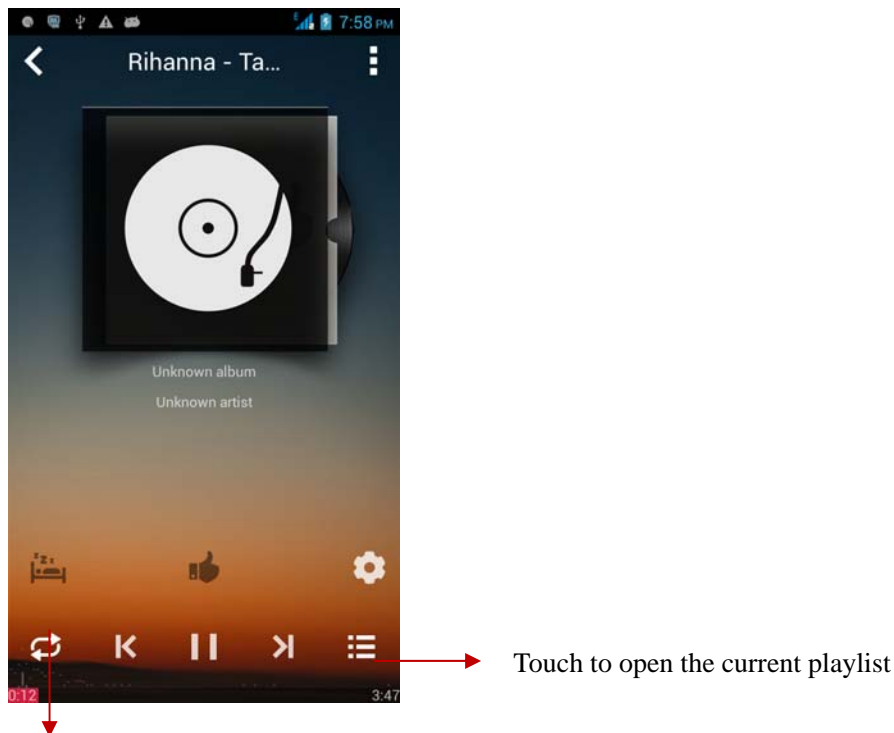 E 7:58 PM
Rihanna - Ta...
Unknown album
Unknown artist
zzz
Touch to open the current playlist
0:12 3:47